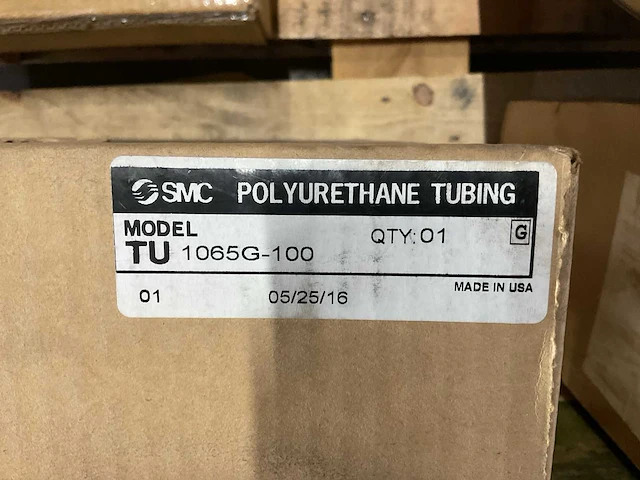 SMC POLYURETHANE TUBING
MODEL
TU 1065G-100 QTY: 01 G
MADE IN USA
01 05/25/16